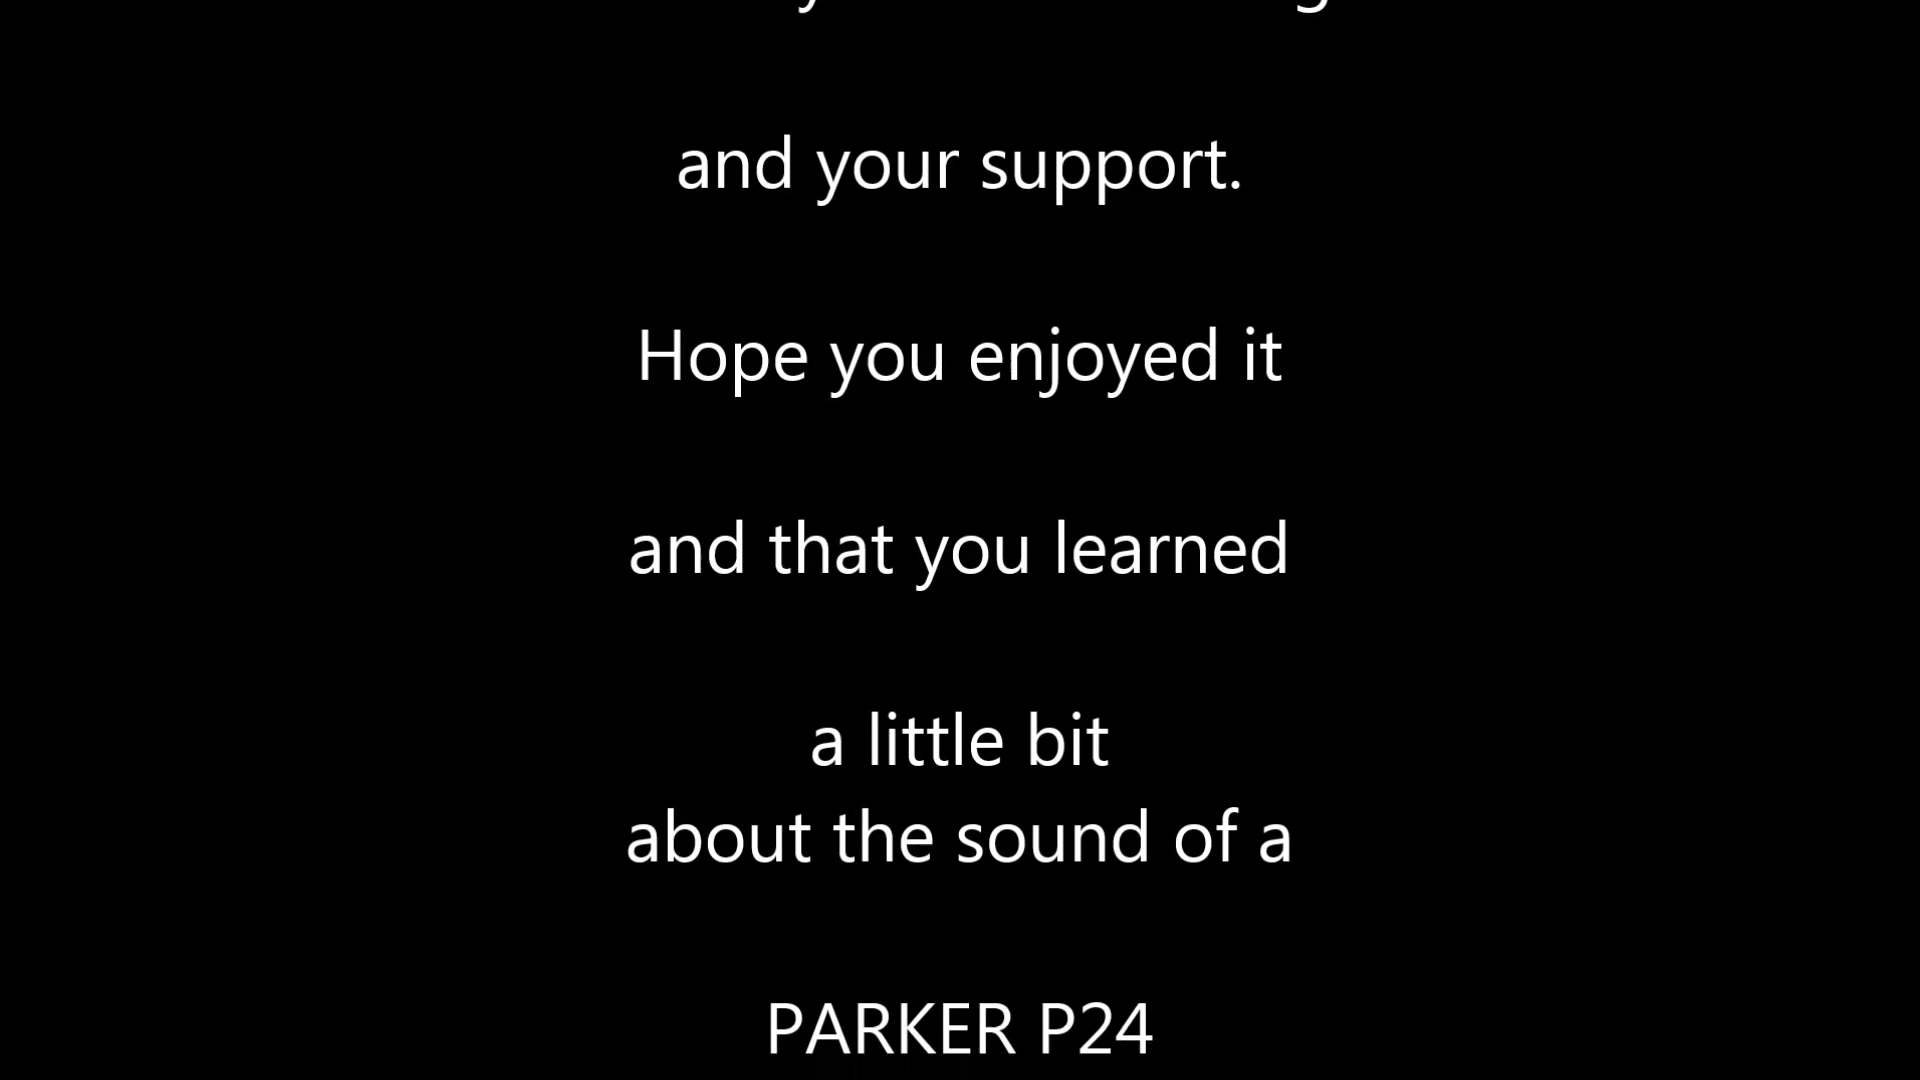 and your support.
Hope you enjoyed it
and that you learned
a little bit
about the sound of a
PARKER P24